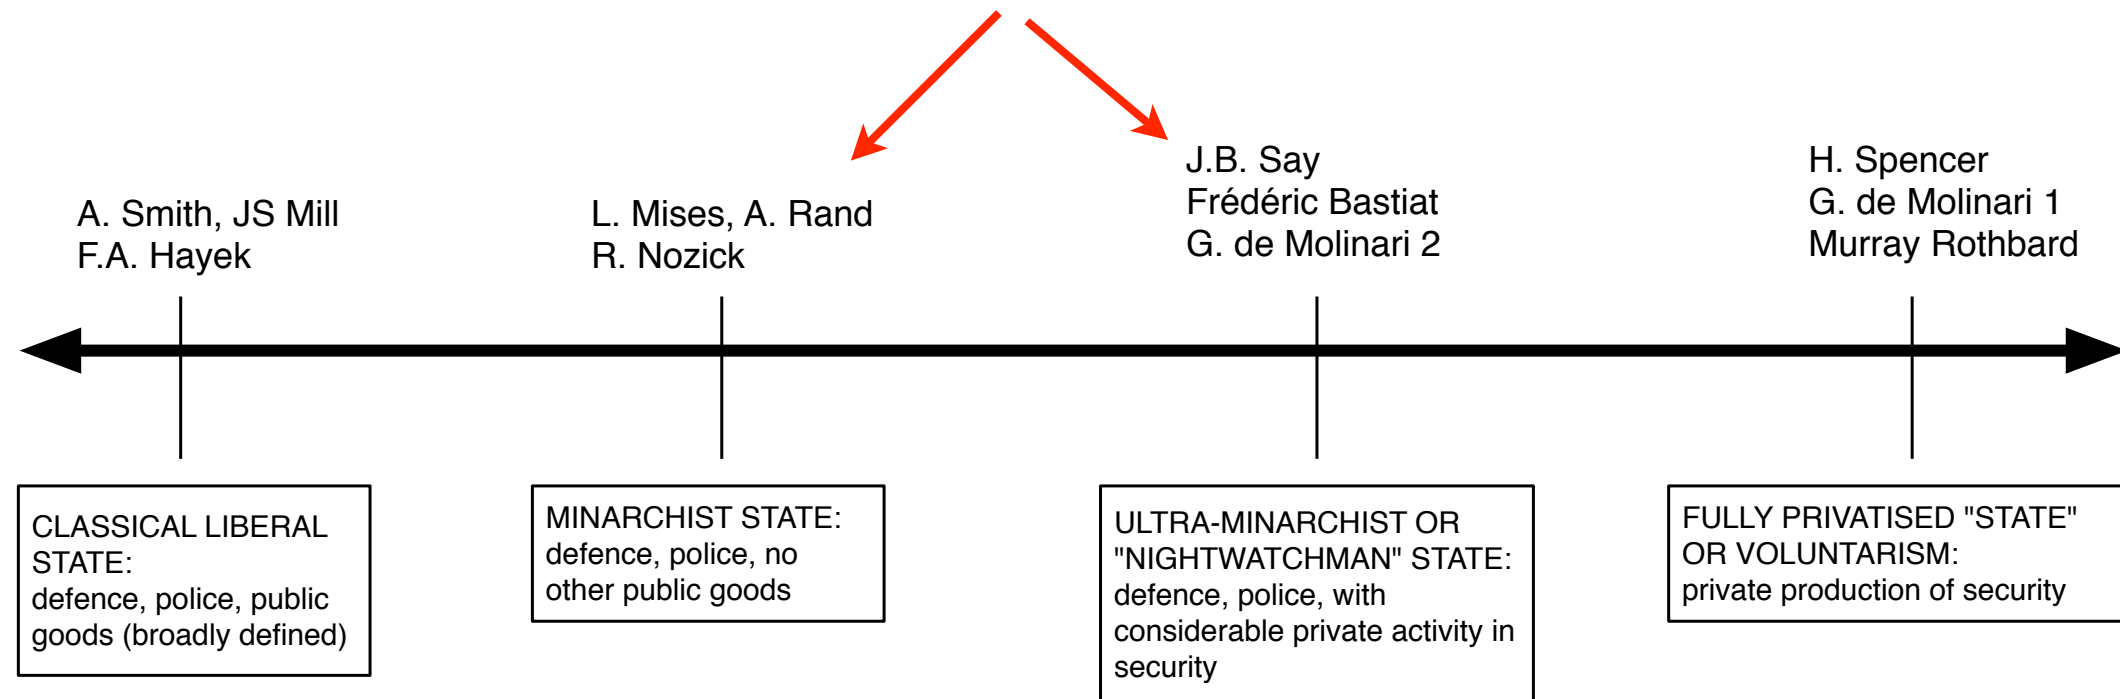 A. Smith, JS Mill
F.A. Hayek
L. Mises, A. Rand
R. Nozick
J.B. Say
Frédéric Bastiat
G. de Molinari 2
H. Spencer
G. de Molinari 1
Murray Rothbard
CLASSICAL LIBERAL
STATE:
defence, police, public
goods (broadly defined)
MINARCHIST STATE:
defence, police, no
other public goods
ULTRA-MINARCHIST OR
"NIGHTWATCHMAN" STATE:
defence, police, with
considerable private activity in
security
FULLY PRIVATISED "STATE"
OR VOLUNTARISM:
private production of security